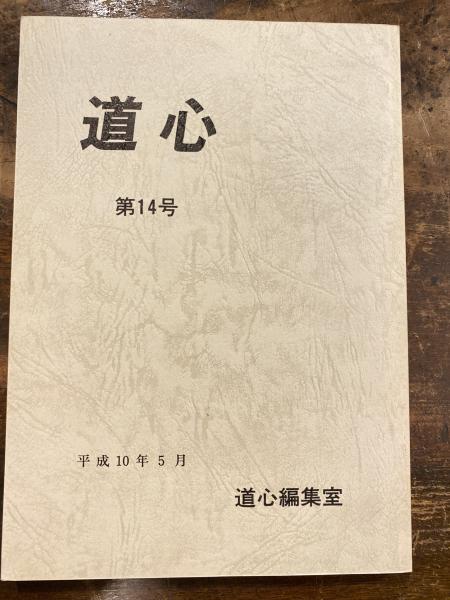 道心
第14号
平成10年5月
道心編集室